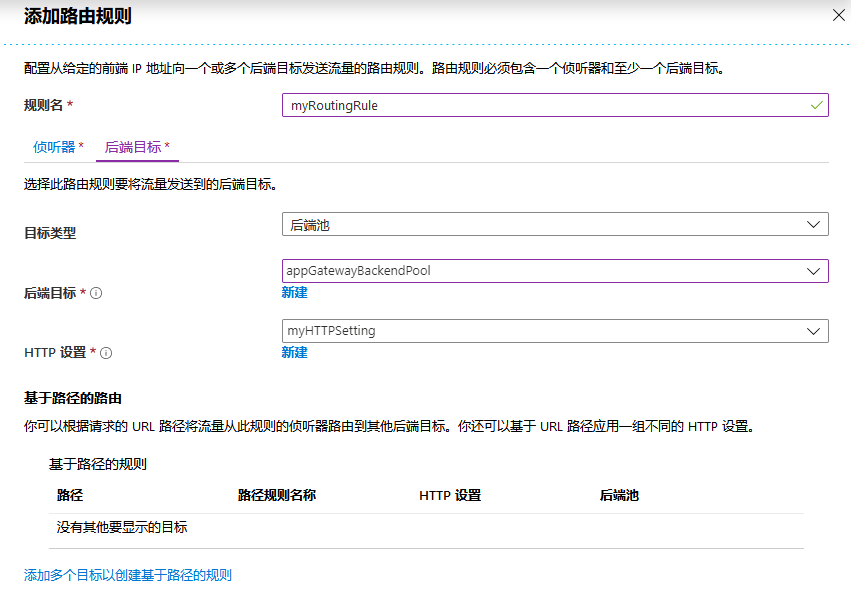 添加路由规则
配置从给定的前端 IP 地址向一个或多个后端目标发送流量的路由规则。路由规则必须包含一个侦听器和至少一个后端目标。
规则名 * myRoutingRule
侦听器 * 后端目标 *
选择此路由规则要将流量发送到的后端目标。
目标类型 后端池
后端目标 * appGatewayBackendPool
新建
HTTP 设置 * myHTTPSetting
新建
基于路径的路由
你可以根据请求的 URL 路径将流量从此规则的侦听器路由到其他后端目标。你还可以基于 URL 路径应用一组不同的 HTTP 设置。
基于路径的规则
路径 路径规则名称 HTTP 设置 后端池
没有其他要显示的目标
添加多个目标以创建基于路径的规则